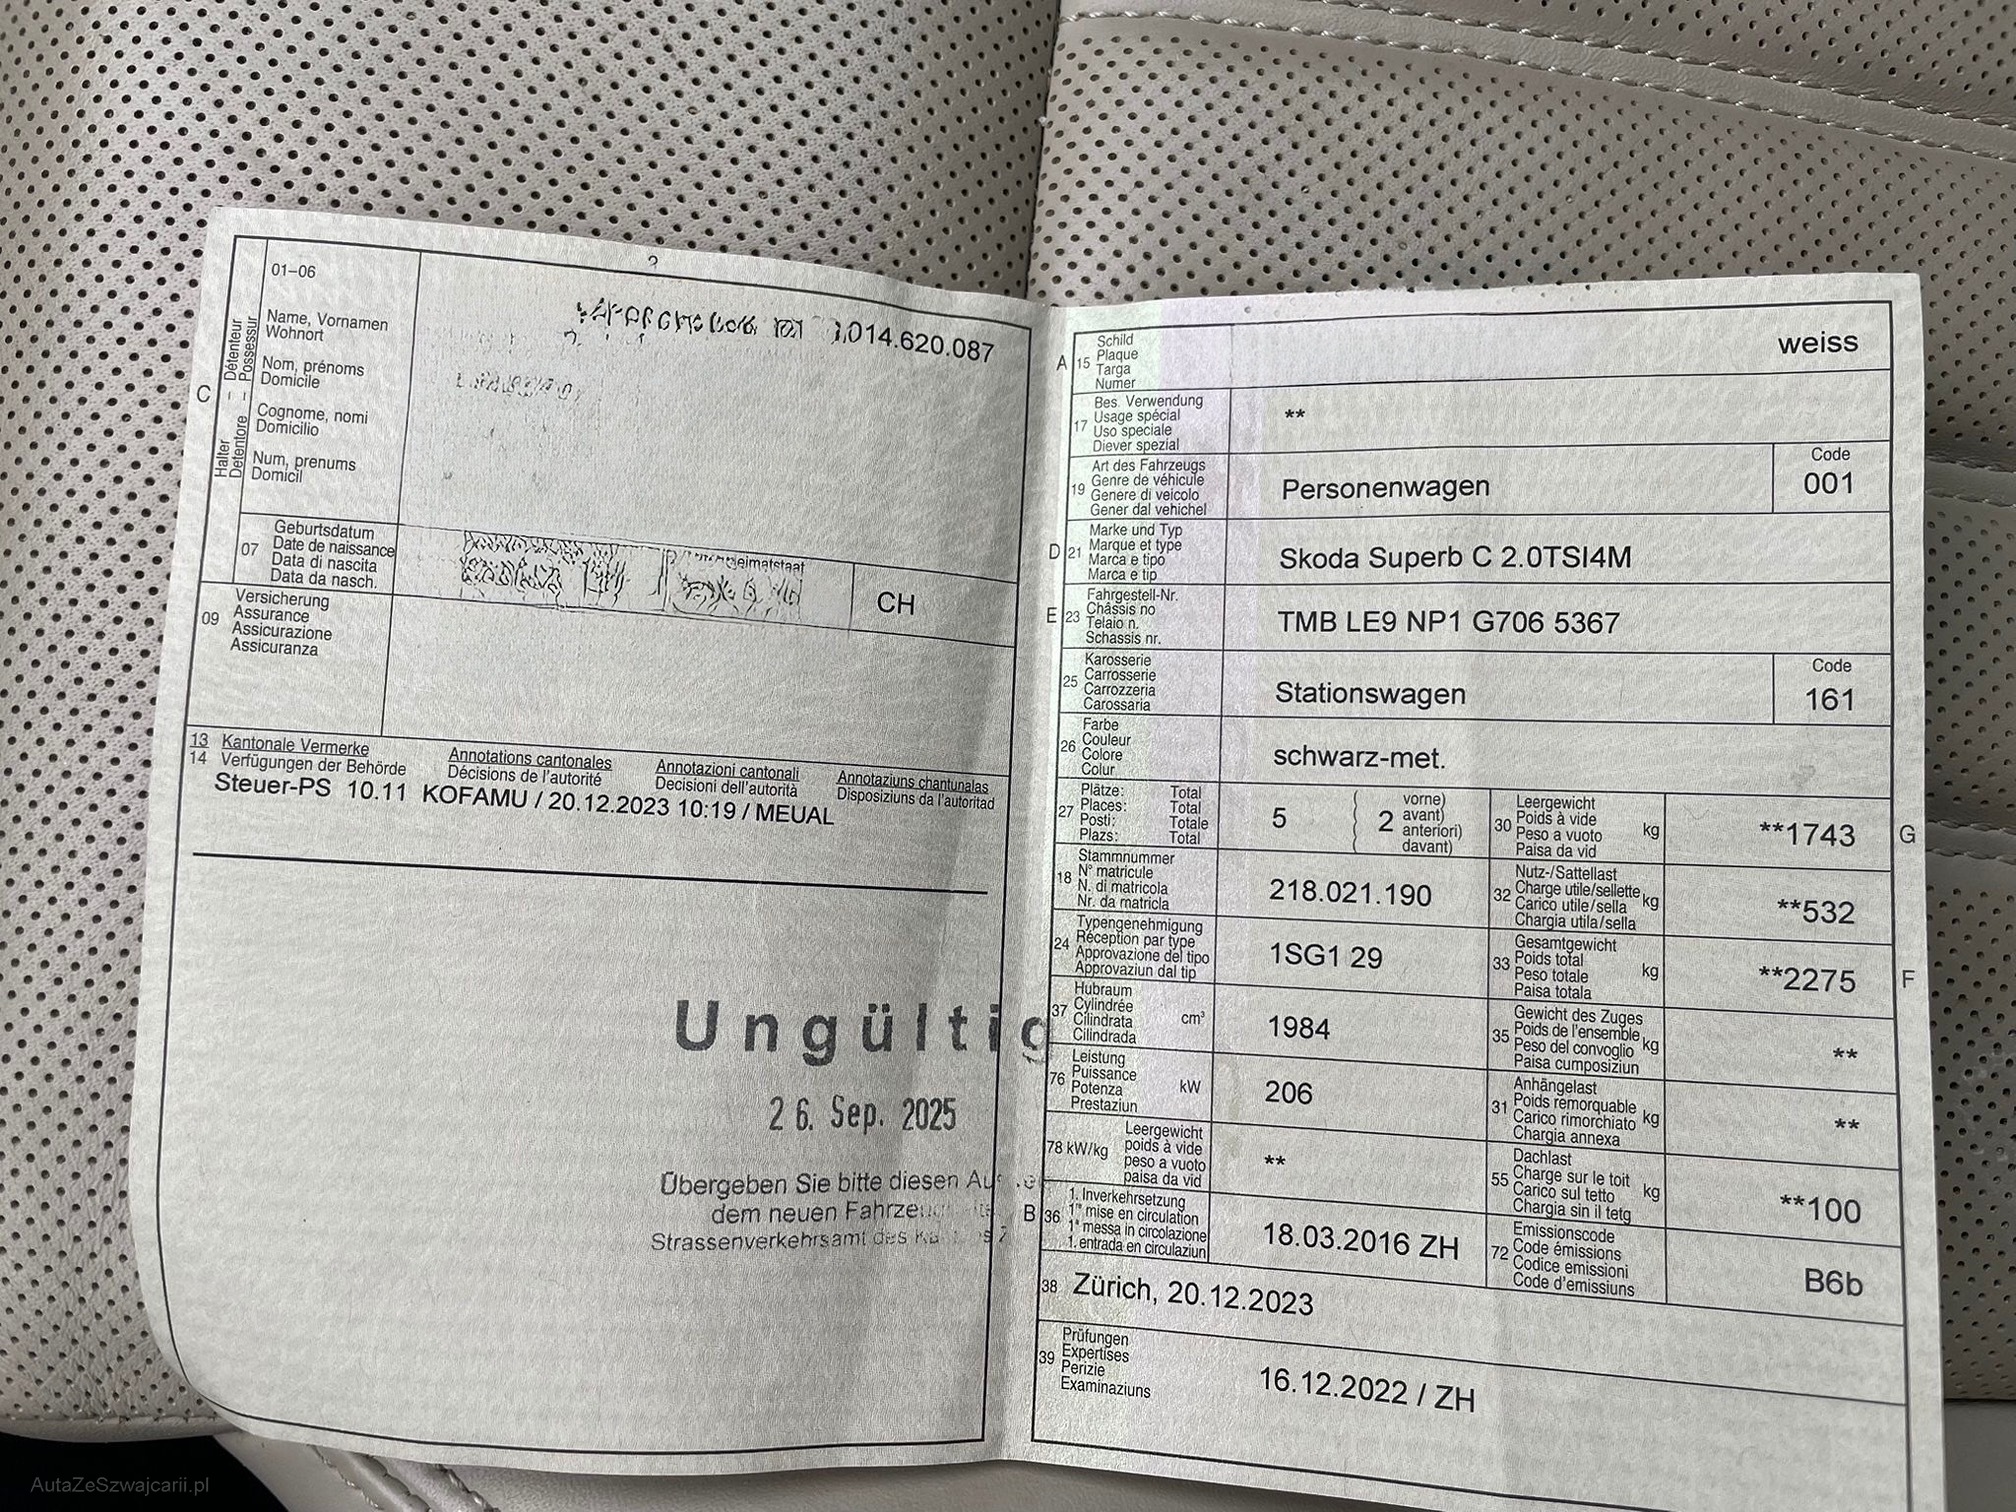 01–06
Name, Vornamen
Wohnort
Nom, prénoms
Domicile
Cognome, nomi
Domicilio
Num, prenums
Domicil
C
Halter – Détenteur
Detentore – Possessur
014.620.087
07
Geburtsdatum
Date de naissance
Data di nascita
Data da nasch.
CH
09
Versicherung
Assurance
Assicurazione
Assicuranza
13 Kantonale Vermerke Annotations cantonales Annotazioni cantonali Annotaziuns chantunalas
14 Verfügungen der Behörde Décisions de l'autorité Decisioni dell'autorità Disposiziuns da l'autoritad
Steuer-PS 10.11 KOFAMU / 20.12.2023 10:19 / MEUAL
Ungültig
26. Sep. 2025
Übergeben Sie bitte diesen
dem neuen
Strassenverkehrsamt des
A 15
Schild
Plaque
Targa
Numer
weiss
17
Bes. Verwendung
Usage spécial
Uso speciale
Diever spezial
**
19
Art des Fahrzeugs
Genre de véhicule
Genere di veicolo
Gener dal vehichel
Personenwagen
Code
001
D 21
Marke und Typ
Marque et type
Marca e tipo
Marca e tip
Skoda Superb C 2.0TSI4M
E 23
Fahrgestell-Nr.
Châssis no
Telaio n.
Schassis nr.
TMB LE9 NP1 G706 5367
25
Karosserie
Carrosserie
Carrozzeria
Carossaria
Stationswagen
Code
161
26
Farbe
Couleur
Colore
Colur
schwarz-met.
27
Plätze: Total
Places: Total
Posti: Totale
Plazs: Total
5
2
vorne)
avant)
anteriori)
davant)
30
Leergewicht
Poids à vide
Peso a vuoto
Paisa da vid
kg
**1743
G
18
Stammnummer
N° matricule
N. di matricola
Nr. da matricla
218.021.190
32
Nutz-/Sattellast
Charge utile/sellette
Carico utile/sella
Chargia utila/sella
kg
**532
24
Typengenehmigung
Réception par type
Approvazione del tipo
Approvaziun dal tip
1SG1 29
33
Gesamtgewicht
Poids total
Peso totale
Paisa totala
kg
**2275
F
37
Hubraum
Cylindrée
Cilindrata
Cilindrada
cm³
1984
35
Gewicht des Zuges
Poids de l'ensemble
Peso del convoglio
Paisa cumposiziun
kg
**
76
Leistung
Puissance
Potenza
Prestaziun
kW
206
31
Anhängelast
Poids remorquable
Carico rimorchiato
Chargia annexa
kg
**
78 kW/kg
Leergewicht
poids à vide
peso a vuoto
paisa da vid
**
55
Dachlast
Charge sur le toit
Carico sul tetto
Chargia sin il tetg
kg
**100
B 36
1. Inverkehrsetzung
1re mise en circulation
1a messa in circolazione
1. entrada en circulaziun
18.03.2016 ZH
72
Emissionscode
Code émissions
Codice emissioni
Code d'emissiuns
B6b
38 Zürich, 20.12.2023
39
Prüfungen
Expertises
Perizie
Examinaziuns
16.12.2022 / ZH
AutaZeSzwajcarii.pl